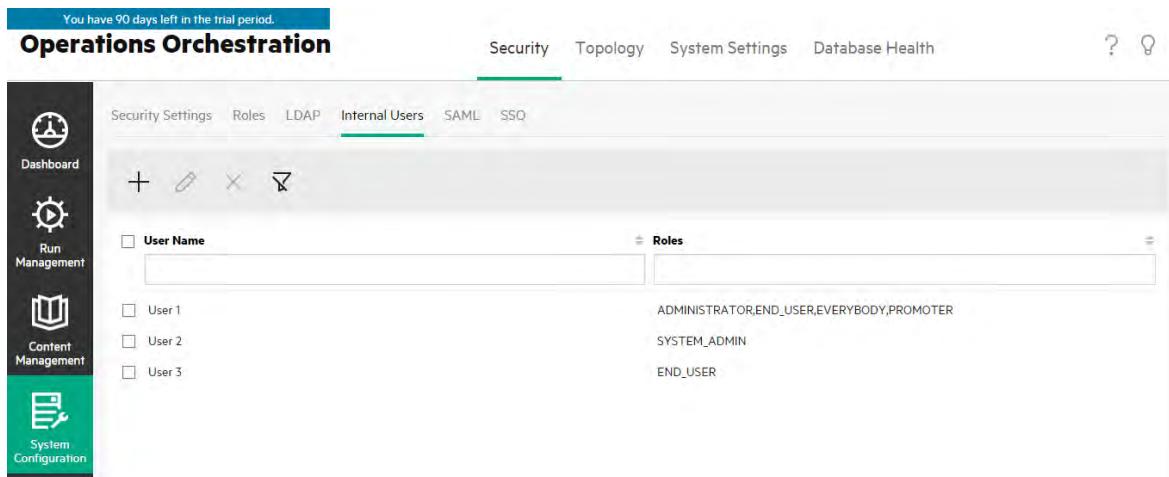 You have 90 days left in the trial period.
Operations Orchestration
Security Topology System Settings Database Health ?
Security Settings Roles LDAP Internal Users SAML SSO
Dashboard
Run
Management
Content
Management
System
Configuration
User Name Roles
User 1 ADMINISTRATOR,END_USER,EVERYBODY,PROMOTER
User 2 SYSTEM_ADMIN
User 3 END_USER